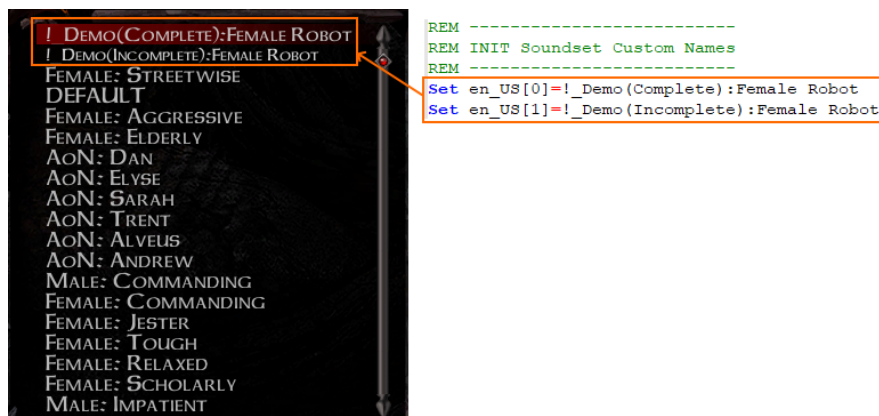 ! Demo(Complete):Female Robot
! Demo(Incomplete):Female Robot
Female: Streetwise
DEFAULT
Female: Aggressive
Female: Elderly
AoN: Dan
AoN: Elyse
AoN: Sarah
AoN: Trent
AoN: Alveus
AoN: Andrew
Male: Commanding
Female: Commanding
Female: Jester
Female: Tough
Female: Relaxed
Female: Scholarly
Male: Impatient
REM --------------------------
REM INIT Soundset Custom Names
REM --------------------------
Set en_US[0]=!_Demo(Complete):Female Robot
Set en_US[1]=!_Demo(Incomplete):Female Robot